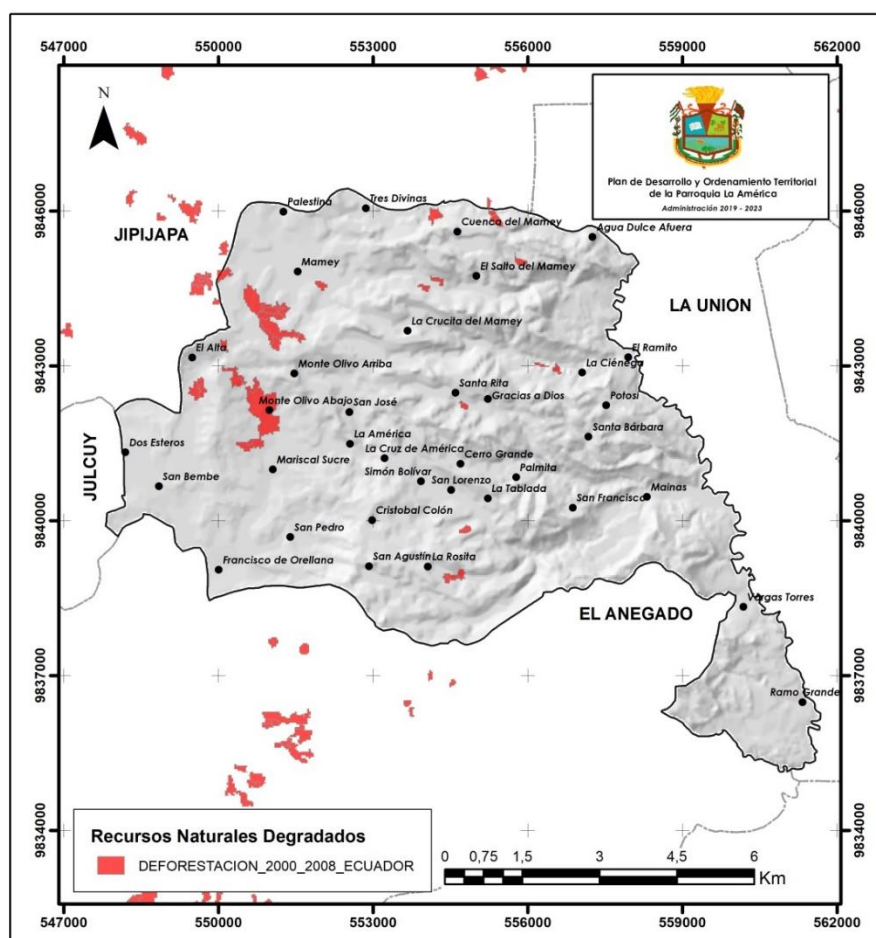 547000 550000 553000 556000 559000 562000
N
Plan de Desarrollo y Ordenamiento Territorial
de la Parroquia La América
Administración 2019 - 2023
9846000 9846000
Palestina
Tres Divinas
Cuenca del Mamey
Agua Dulce Afuera
JIPIJAPA
Mamey
El Salto del Mamey
LA UNION
La Crucita del Mamey
9843000 9843000
El Alta
El Ramito
Monte Olivo Arriba
La Ciénega
Santa Rita
Gracias a Dios
Potosí
Monte Olivo Abajo
San José
Santa Bárbara
La América
Dos Esteros
La Cruz de América
Cerro Grande
JULCUY
Mariscal Sucre
Simón Bolívar
San Lorenzo
Palmita
San Bembe
La Tablada
San Francisco
Mainas
9840000 9840000
Cristobal Colón
San Pedro
Francisco de Orellana
San Agustín
La Rosita
EL ANEGADO
Vargas Torres
9837000 9837000
Ramo Grande
9834000 9834000
Recursos Naturales Degradados
DEFORESTACION_2000_2008_ECUADOR
0 0,75 1,5 3 4,5 6
Km
547000 550000 553000 556000 559000 562000